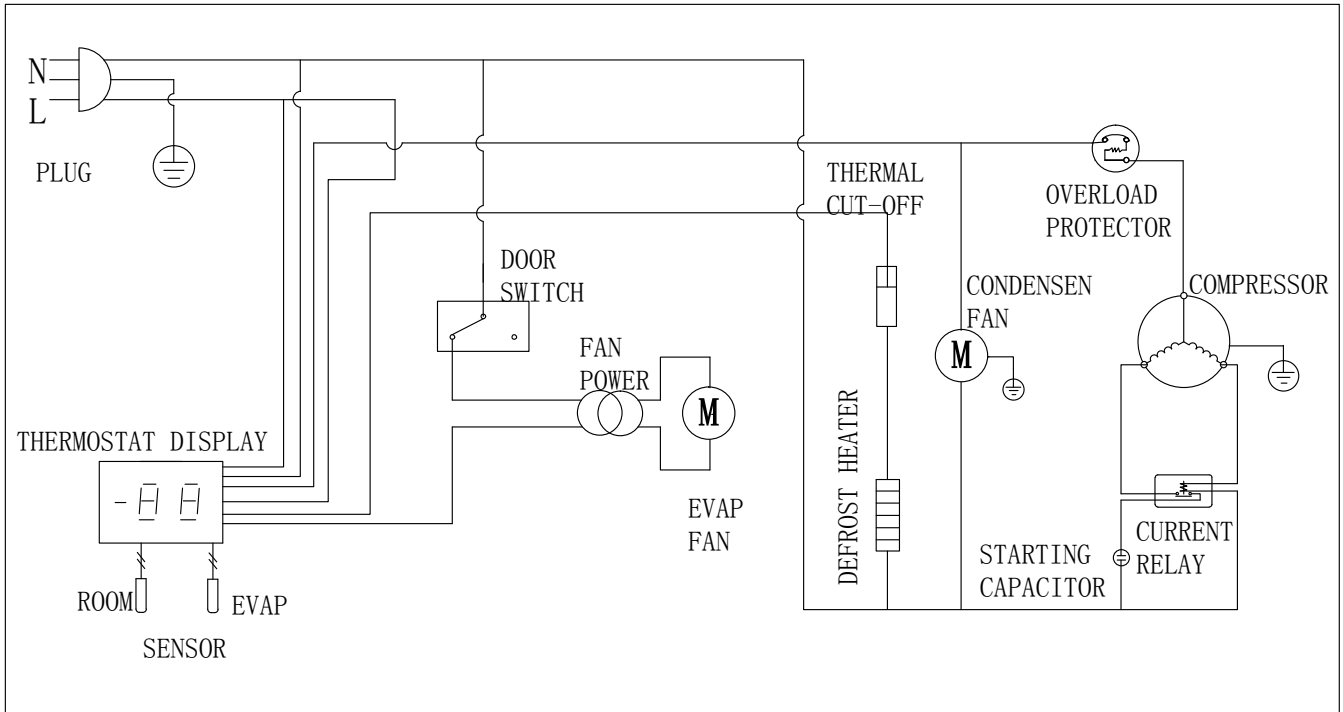 N
L
PLUG
THERMAL
CUT-OFF
OVERLOAD
PROTECTOR
DOOR
SWITCH
CONDENSEN
FAN
COMPRESSOR
FAN
POWER
M
M
THERMOSTAT DISPLAY
-88
DEFROST HEATER
EVAP
FAN
STARTING
CAPACITOR
CURRENT
RELAY
ROOM
EVAP
SENSOR